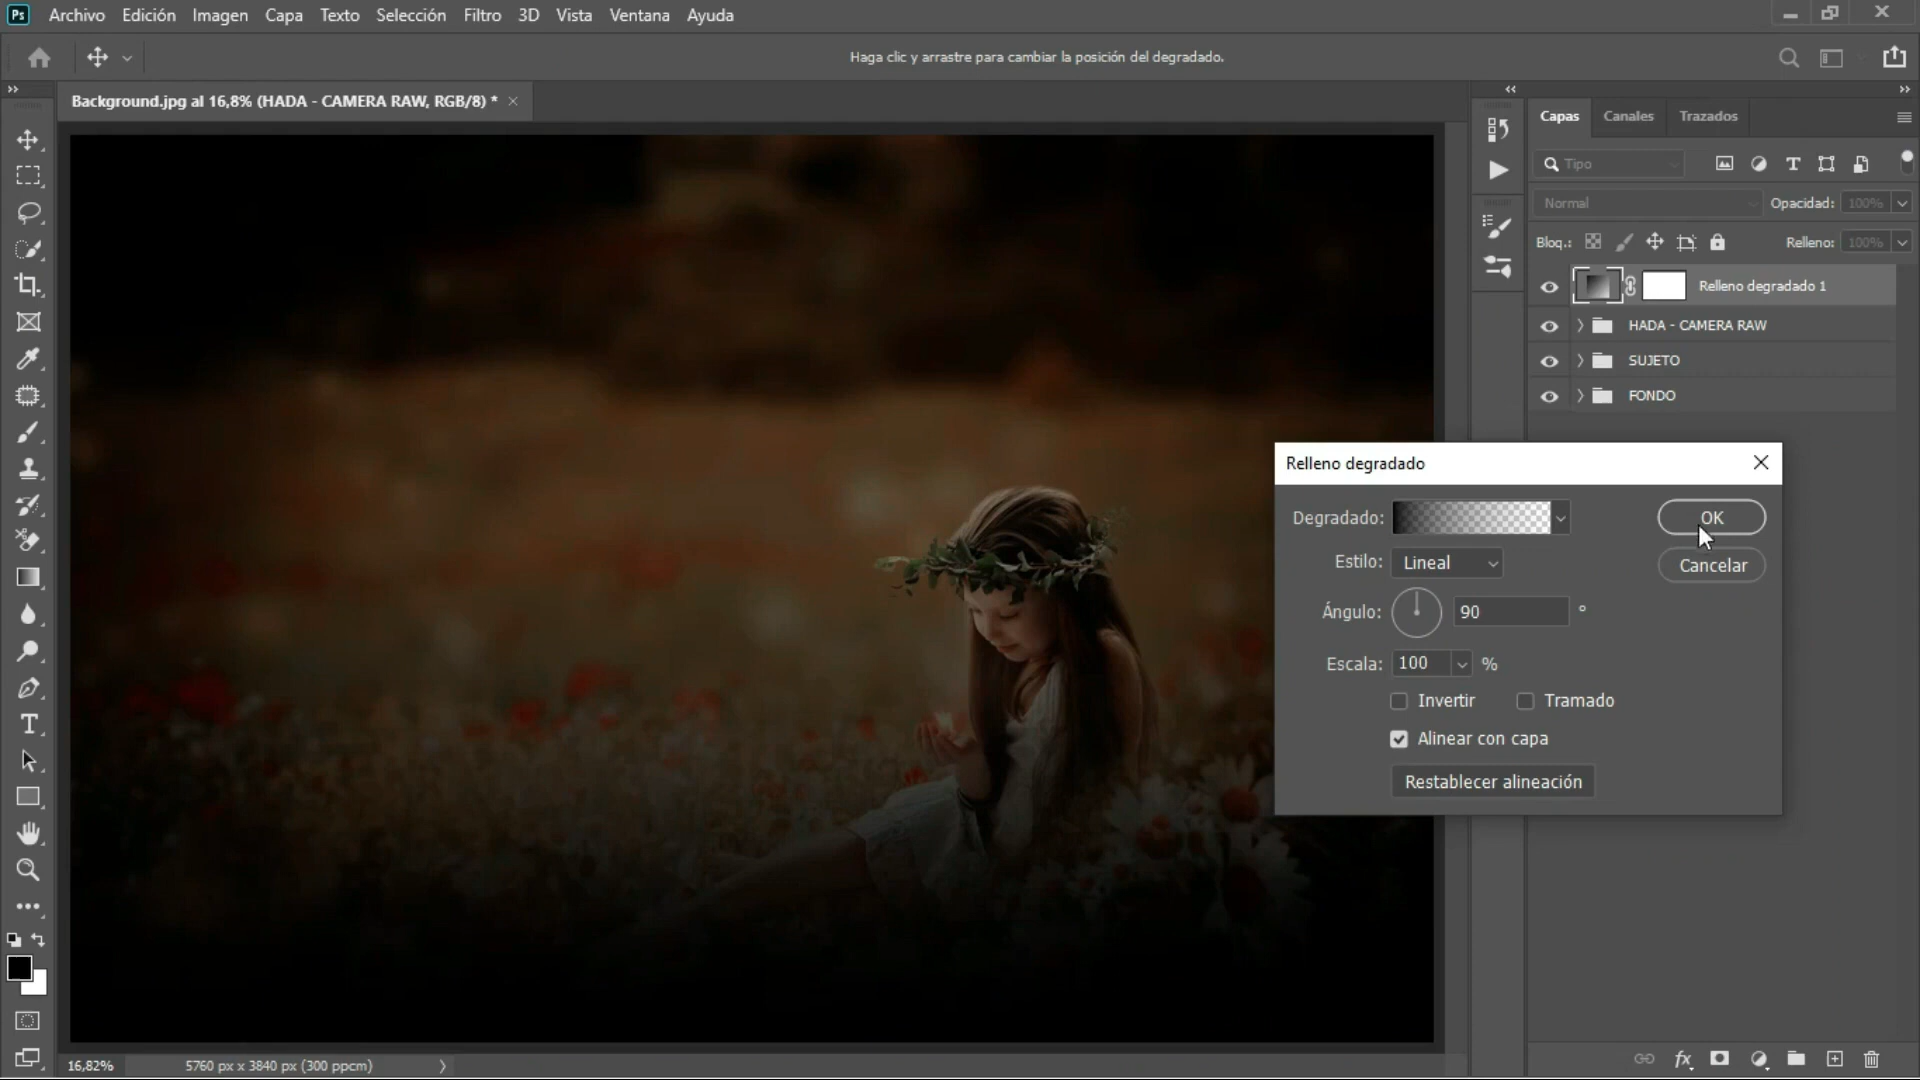 Ps Archivo Edición Imagen Capa Texto Selección Filtro 3D Vista Ventana Ayuda
Haga clic y arrastre para cambiar la posición del degradado.
Background.jpg al 16,8% (HADA - CAMERA RAW, RGB/8) *
Capas Canales Trazados
Tipo
Normal Opacidad: 100%
Bloq.: Relleno: 100%
Relleno degradado 1
HADA - CAMERA RAW
SUJETO
FONDO
Relleno degradado
Degradado: OK
Estilo: Lineal Cancelar
Ángulo: 90 °
Escala: 100 %
Invertir Tramado
Alinear con capa
Restablecer alineación
16,82% 5760 px x 3840 px (300 ppcm)